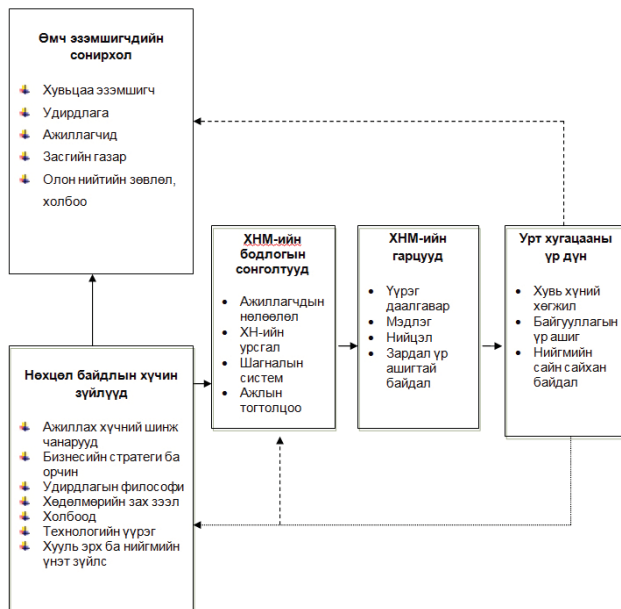 Өмч эзэмшигчдийн
сонирхол
Хувьцаа эзэмшигч
Удирдлага
Ажиллагчид
Засгийн газар
Олон нийтийн зөвлөл,
холбоо
Нөхцөл байдлын хүчин
зүйлүүд
Ажиллах хүчний шинж
чанарууд
Бизнесийн стратеги ба
орчин
Удирдлагын философи
Хөдөлмөрийн зах зээл
Холбоод
Технологийн үүрэг
Хууль эрх ба нийгмийн
үнэт зүйлс
ХНМ-ийн
бодлогын
сонголтууд
Ажиллагчдын
нөлөөлөл
ХН-ийн
урсгал
Шагналын
систем
Ажлын
тогтолцоо
ХНМ-ийн
гарцууд
Үүрэг
даалгавар
Мэдлэг
Нийцэл
Зардал үр
ашигтай
байдал
Урт хугацааны
үр дүн
Хувь хүний
хөгжил
Байгууллагын
үр ашиг
Нийгмийн
сайн сайхан
байдал